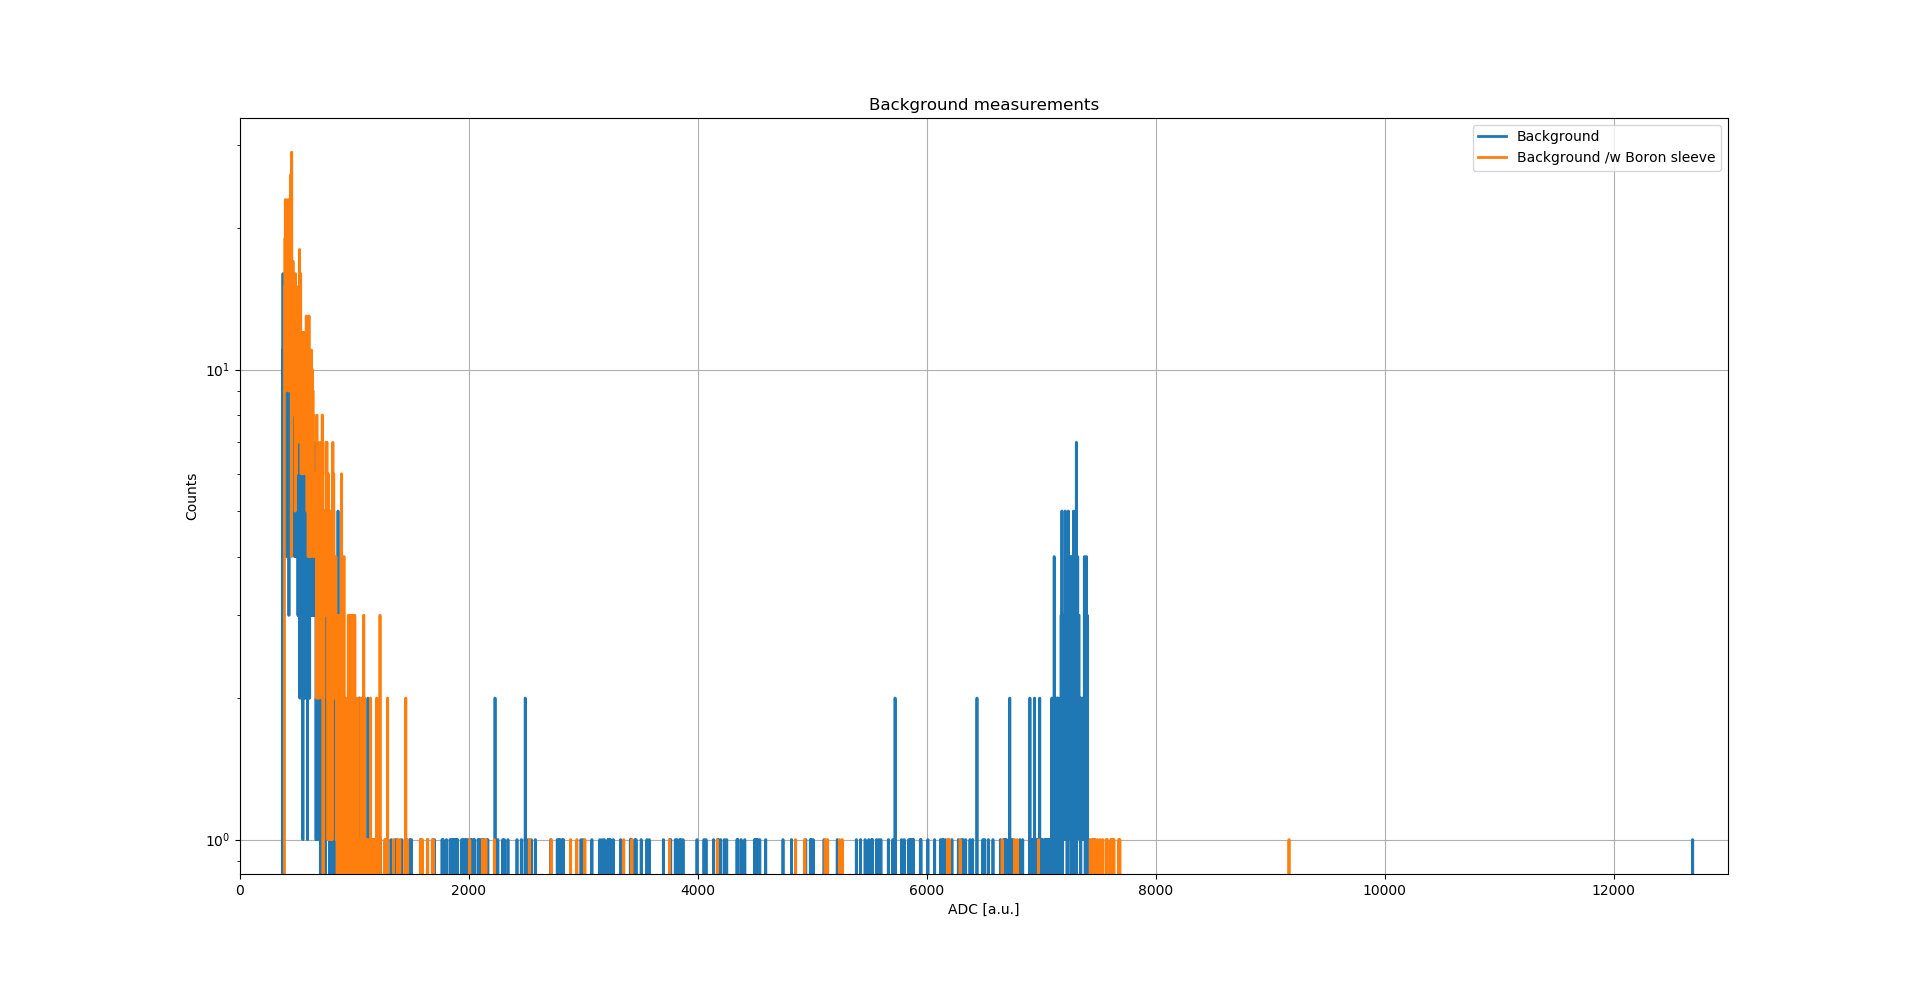 Background measurements
Background
Background /w Boron sleeve
Counts
10¹
10⁰
0 2000 4000 6000 8000 10000 12000
ADC [a.u.]